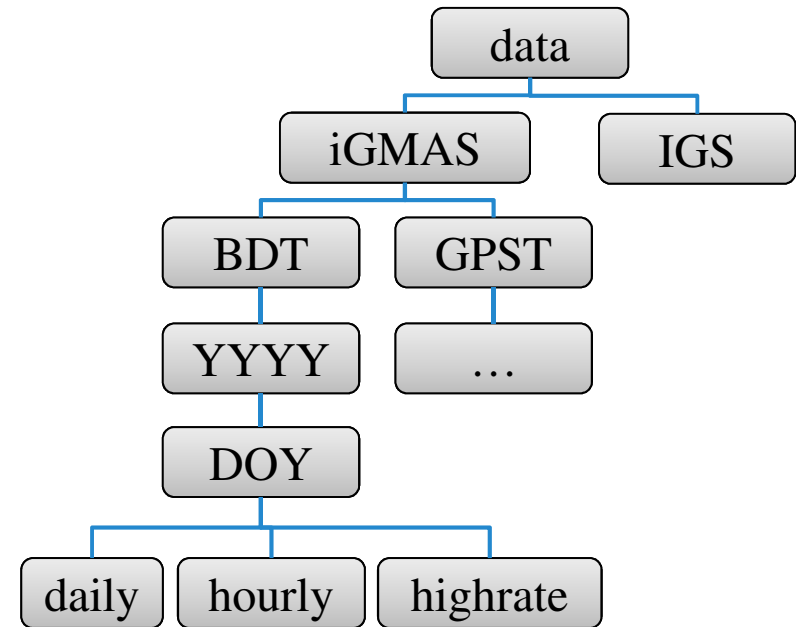 data
iGMAS
IGS
BDT
GPST
YYYY
…
DOY
daily
hourly
highrate